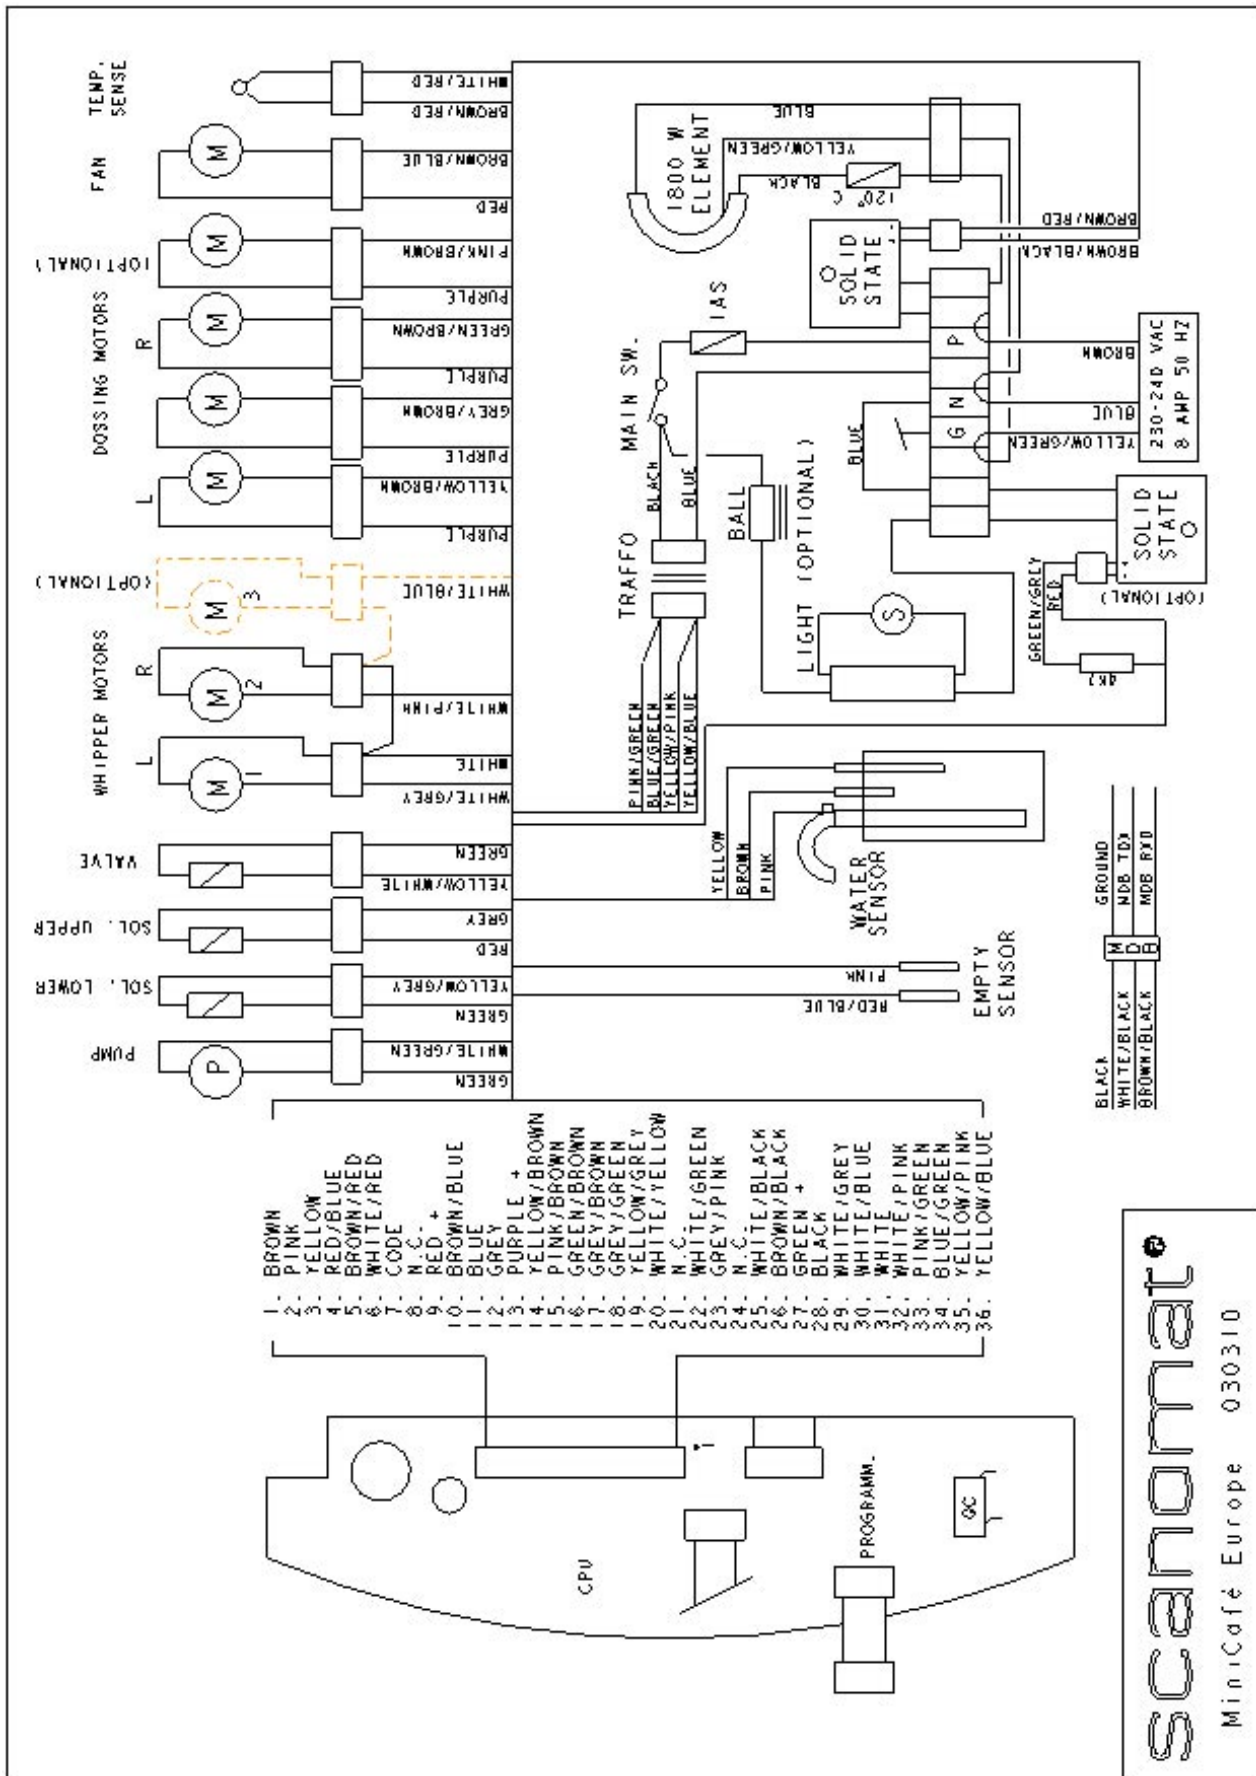 TEMP.
SENSE
WHITE/RED
BROWN/RED
FAN
M
BROWN/BLUE
RED
(OPTIONAL)
M
PINK/BROWN
PURPLE
DOSSING MOTORS
R
M
GREEN/BROWN
PURPLE
M
GREY/BROWN
PURPLE
L
M
YELLOW/BROWN
PURPLE
(OPTIONAL)
M
3
WHITE/BLUE
WHIPPER MOTORS
R
M
2
WHITE/PINK
L
M
1
WHITE
WHITE/GREY
VALVE
GREEN
YELLOW/WHITE
SOL. UPPER
GREY
RED
SOL. LOWER
YELLOW/GREY
GREEN
PUMP
P
WHITE/GREEN
GREEN
1800 W
ELEMENT
BLUE
YELLOW/GREEN
BLACK
120° C
SOLID
STATE
- +
BROWN/RED
BROWN/BLACK
1AS
MAIN SW.
P
N
G
BROWN
BLUE
YELLOW/GREEN
230-240 VAC
8 AMP 50 HZ
BLUE
BLACK
BLUE
TRAFFO
BALL
LIGHT (OPTIONAL)
S
SOLID
STATE
- +
(OPTIONAL)
GREEN/GREY
RED
4K7
PINK/GREEN
BLUE/GREEN
YELLOW/PINK
YELLOW/BLUE
YELLOW
BROWN
PINK
WATER
SENSOR
PINK
RED/BLUE
EMPTY
SENSOR
GROUND
MDB TDX
MDB RXD
M
D
B
BLACK
WHITE/BLACK
BROWN/BLACK
1. BROWN
2. PINK
3. YELLOW
4. RED/BLUE
5. BROWN/RED
6. WHITE/RED
7. CODE
8. N.C.
9. RED +
10. BROWN/BLUE
11. BLUE
12. GREY
13. PURPLE +
14. YELLOW/BROWN
15. PINK/BROWN
16. GREEN/BROWN
17. GREY/BROWN
18. GREY/GREEN
19. YELLOW/GREY
20. WHITE/YELLOW
21. N.C.
22. WHITE/GREEN
23. GREY/PINK
24. N.C.
25. WHITE/BLACK
26. BROWN/BLACK
27. GREEN +
28. BLACK
29. WHITE/GREY
30. WHITE/BLUE
31. WHITE
32. WHITE/PINK
33. PINK/GREEN
34. BLUE/GREEN
35. YELLOW/PINK
36. YELLOW/BLUE
CPU
1
PROGRAMM.
scanomat
MiniCafé Europe 030310